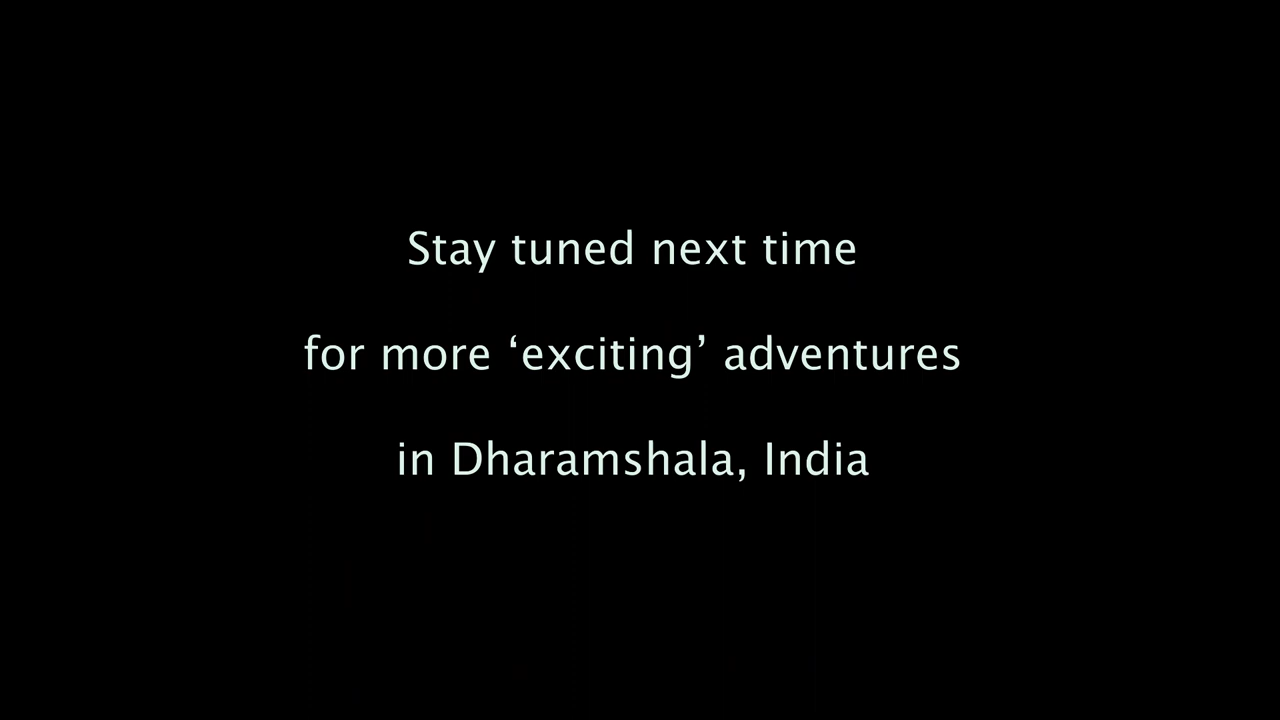 Stay tuned next time
for more ‘exciting’ adventures
in Dharamshala, India